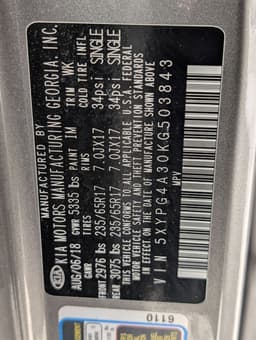 MANUFACTURED BY
KIA MOTORS MANUFACTURING GEORGIA, INC.
AUG/06/18 GVWR 5335 lbs PAINT IM TRIM WK
GAWR TIRES RIMS COLD TIRE INFL
FRONT 2976 lbs 235/65R17 7.0JX17 34psi SINGLE
REAR 3075 lbs 235/65R17 7.0JX17 34psi SINGLE
THIS VEHICLE CONFORMS TO ALL APPLICABLE U.S.A. FEDERAL
MOTOR VEHICLE SAFETY AND THEFT PREVENTION STANDARDS
IN EFFECT ON THE DATE OF MANUFACTURE SHOWN ABOVE
VIN 5XYPG4A30KG503843
MPV
6110